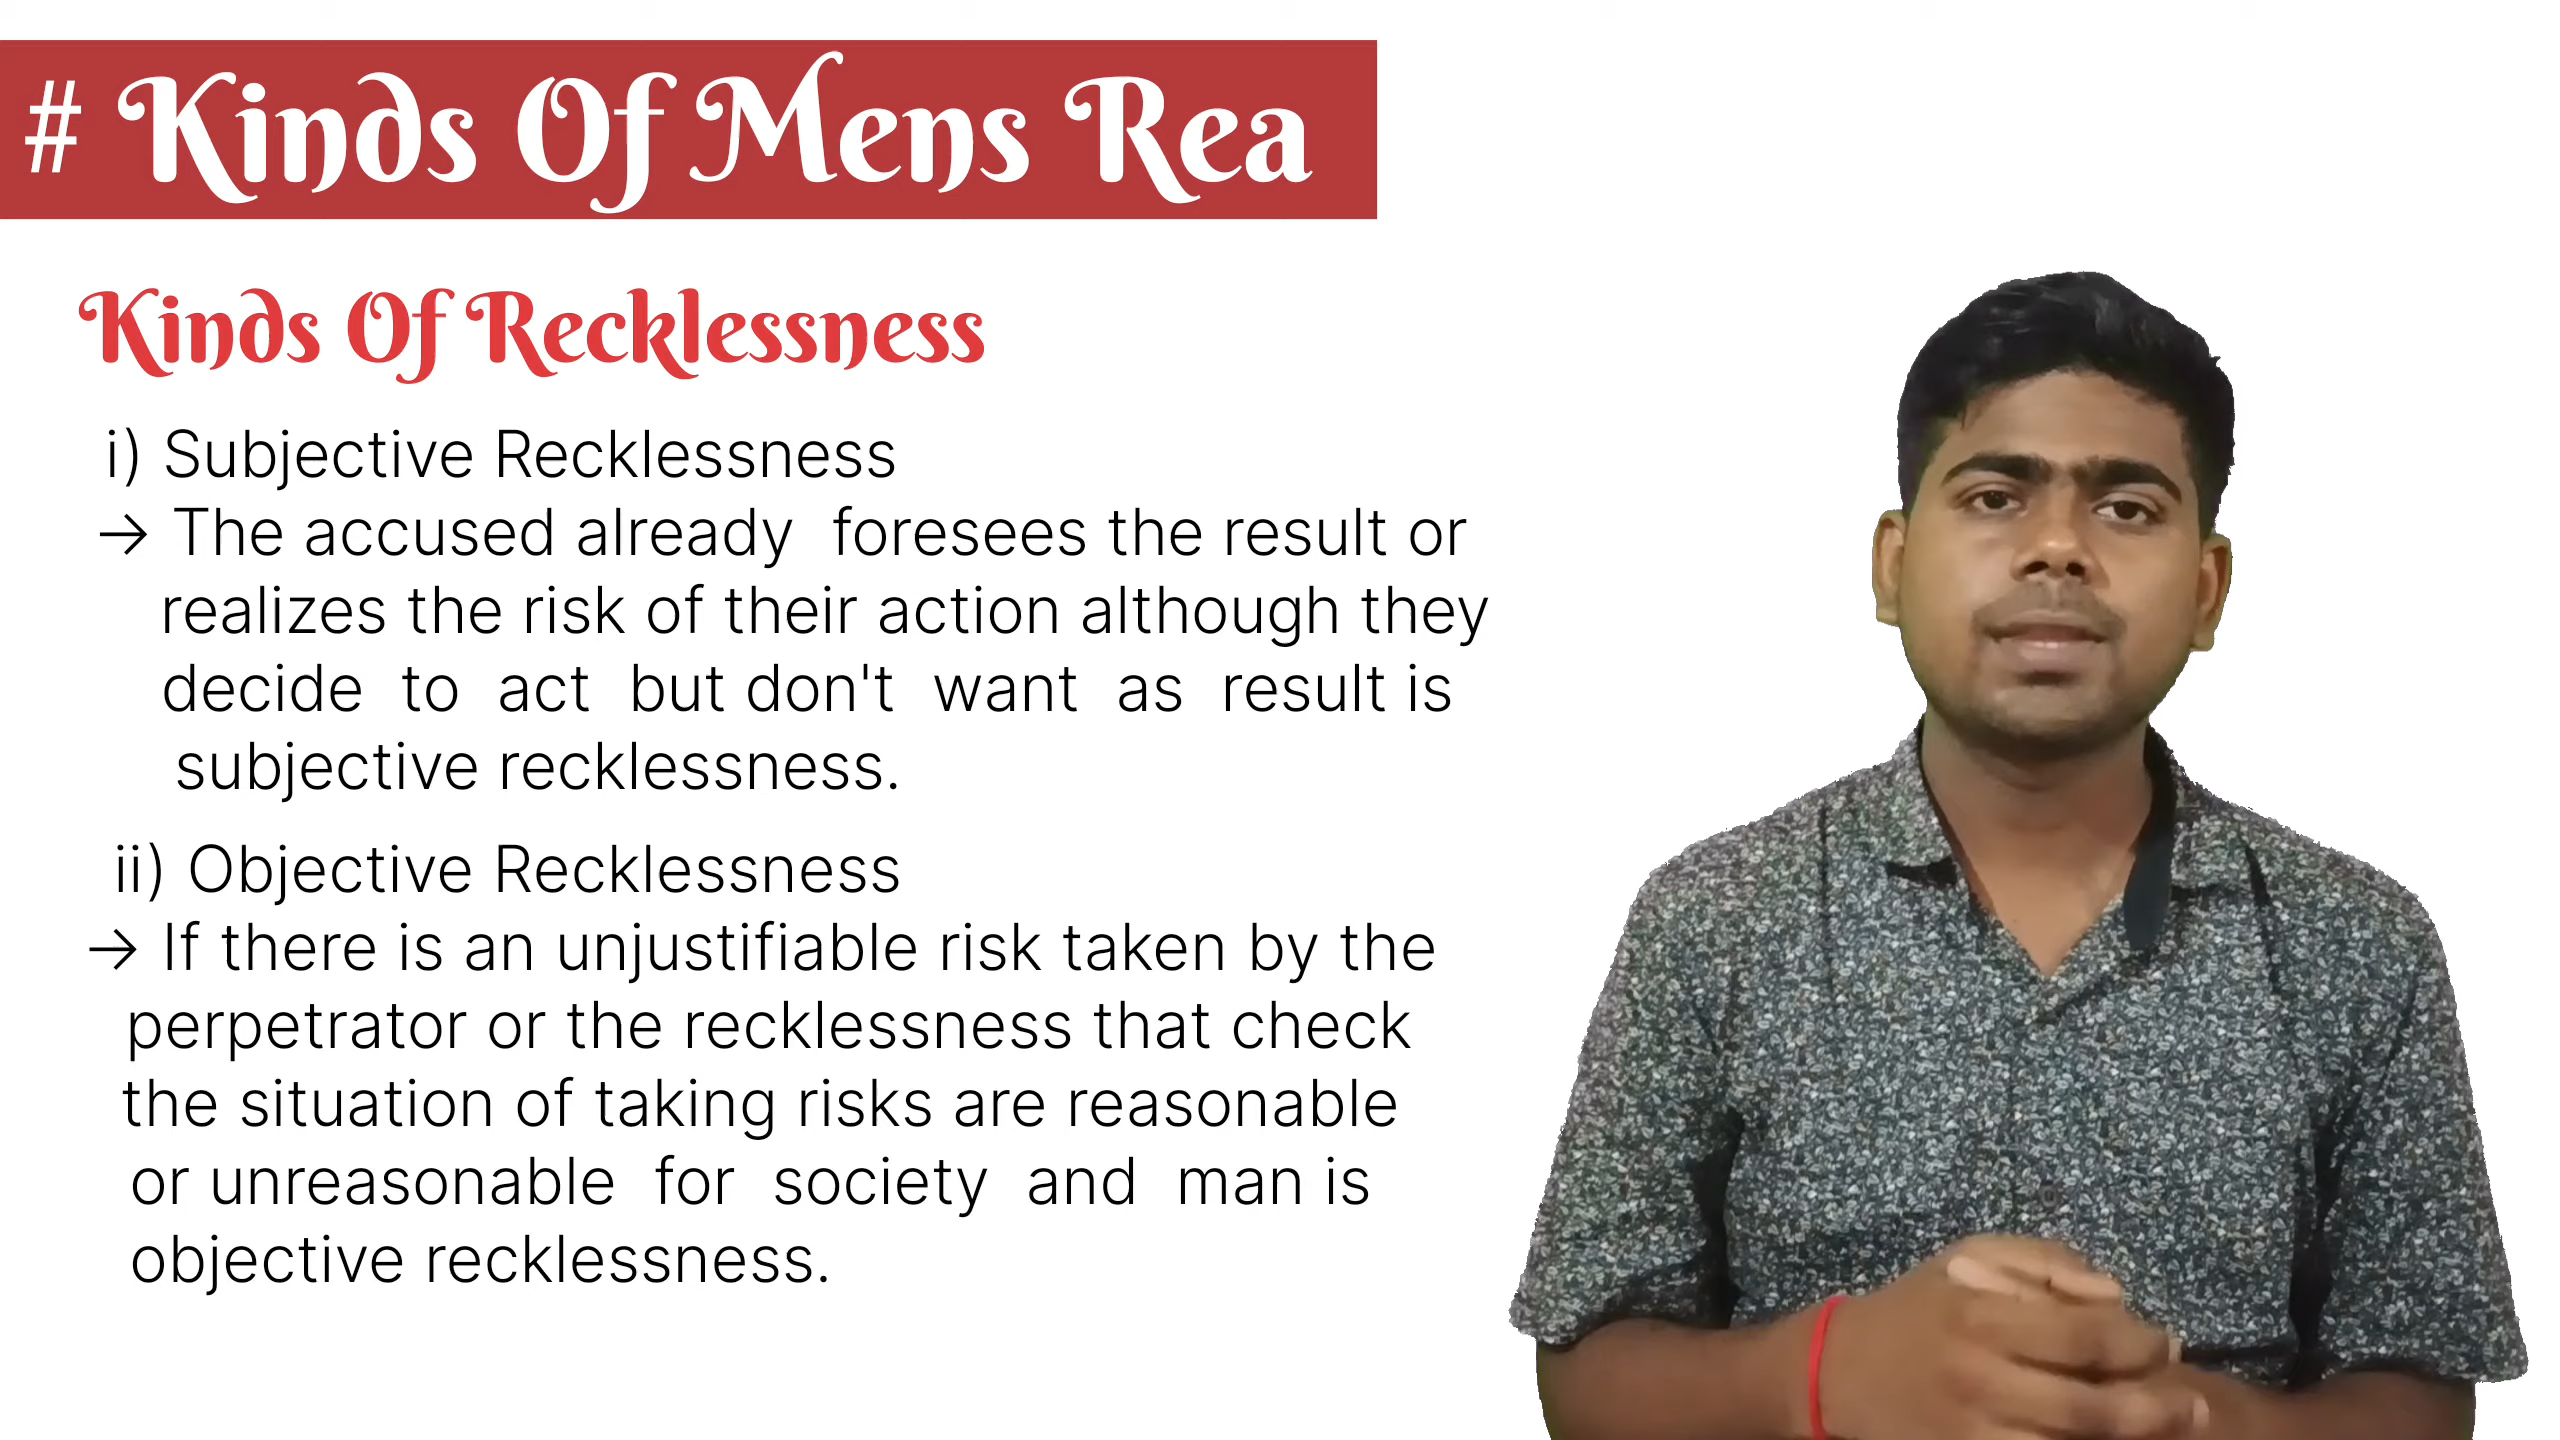 # Kinds Of Mens Rea
Kinds Of Recklessness
i) Subjective Recklessness
→ The accused already foresees the result or
realizes the risk of their action although they
decide to act but don't want as result is
subjective recklessness.
ii) Objective Recklessness
→ If there is an unjustifiable risk taken by the
perpetrator or the recklessness that check
the situation of taking risks are reasonable
or unreasonable for society and man is
objective recklessness.